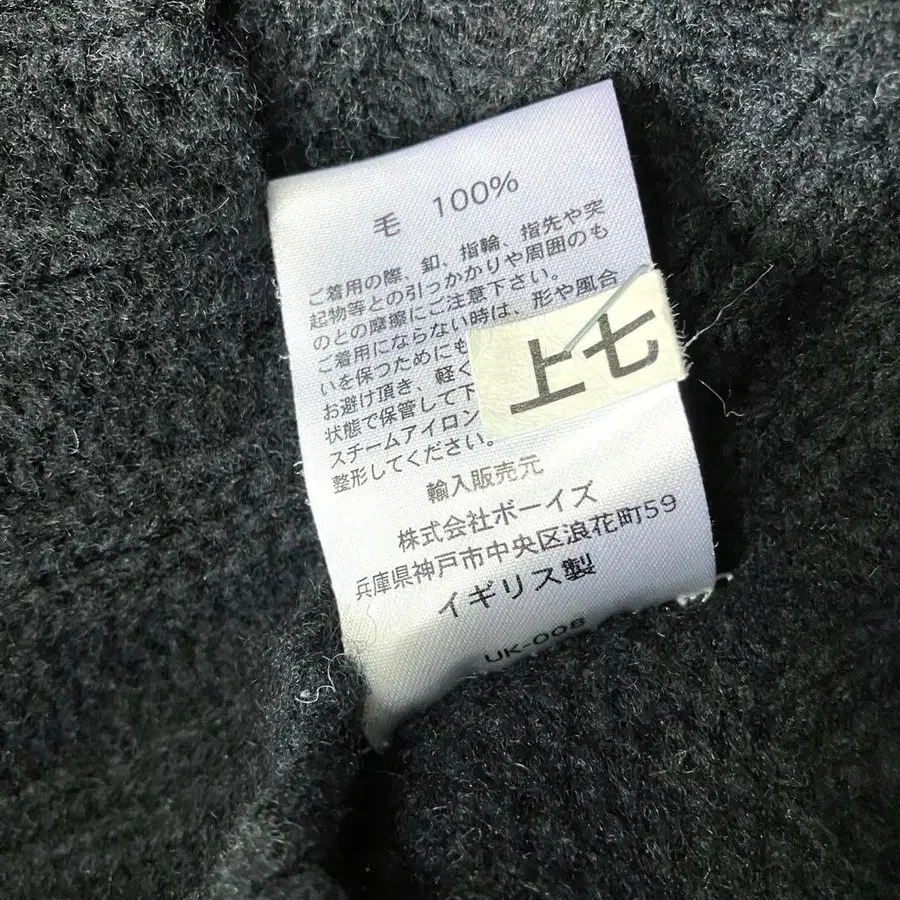 毛 100%
ご着用の際、釦、指輪、指先や突
起物等との引っかかりや周囲のも
のとの摩擦にご注意下さい。
ご着用にならない時は、形や風合
いを保つためにも
お避け頂き、軽く
状態で保管して下
スチームアイロン
整形してください。
上七
輸入販売元
株式会社ボーイズ
兵庫県神戸市中央区浪花町59
イギリス製
UK-008